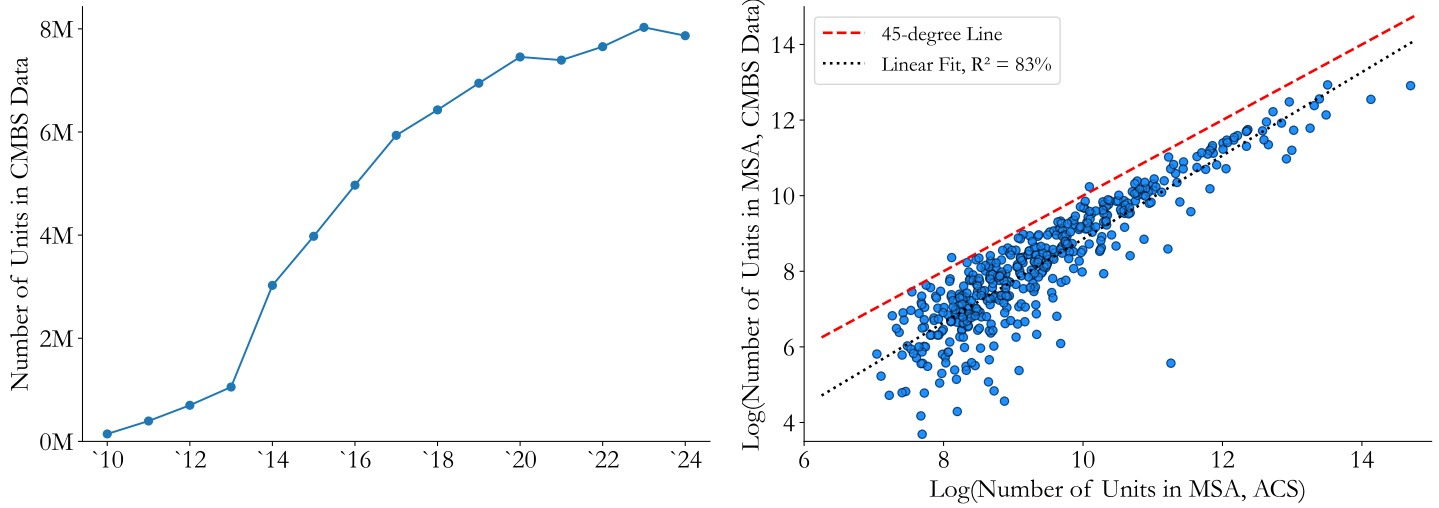 Number of Units in CMBS Data
8M
6M
4M
2M
0M
`10 `12 `14 `16 `18 `20 `22 `24
Log(Number of Units in MSA, CMBS Data)
14
12
10
8
6
4
45-degree Line
Linear Fit, R² = 83%
6 8 10 12 14
Log(Number of Units in MSA, ACS)